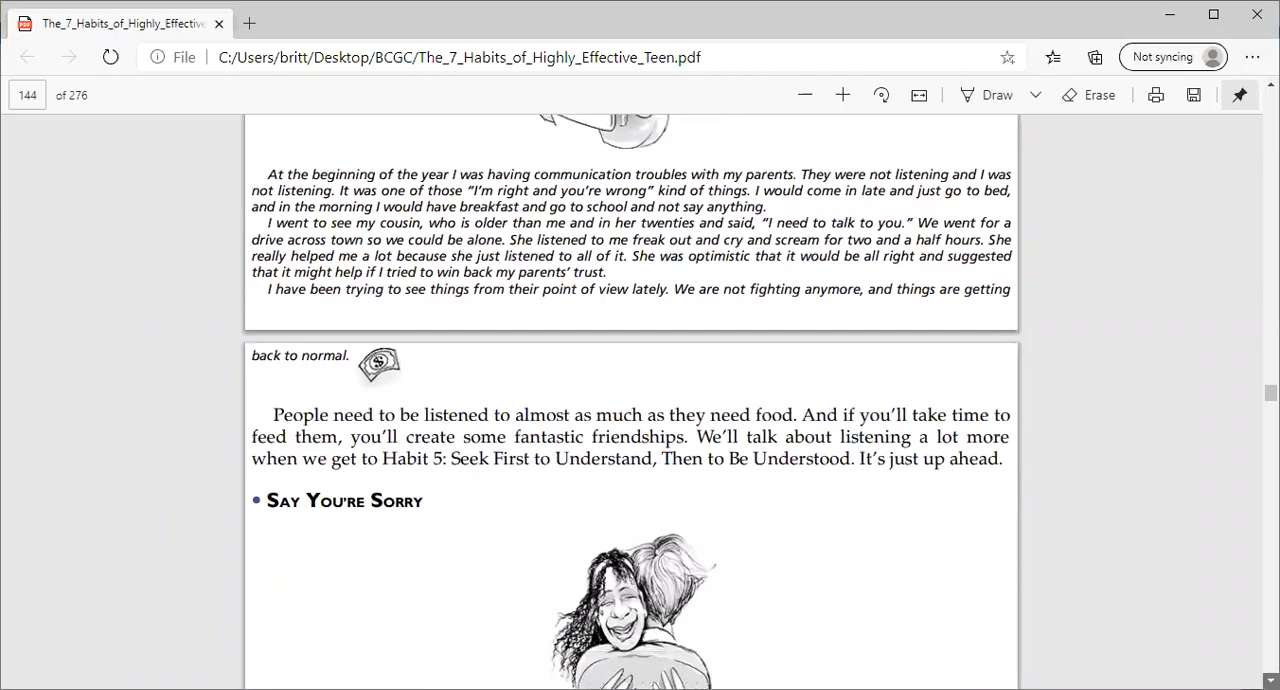 The_7_Habits_of_Highly_Effective
File C:/Users/britt/Desktop/BCGC/The_7_Habits_of_Highly_Effective_Teen.pdf Not syncing
144 of 276 Draw Erase
At the beginning of the year I was having communication troubles with my parents. They were not listening and I was
not listening. It was one of those “I’m right and you’re wrong” kind of things. I would come in late and just go to bed,
and in the morning I would have breakfast and go to school and not say anything.
I went to see my cousin, who is older than me and in her twenties and said, “I need to talk to you.” We went for a
drive across town so we could be alone. She listened to me freak out and cry and scream for two and a half hours. She
really helped me a lot because she just listened to all of it. She was optimistic that it would be all right and suggested
that it might help if I tried to win back my parents’ trust.
I have been trying to see things from their point of view lately. We are not fighting anymore, and things are getting
back to normal.
People need to be listened to almost as much as they need food. And if you’ll take time to
feed them, you’ll create some fantastic friendships. We’ll talk about listening a lot more
when we get to Habit 5: Seek First to Understand, Then to Be Understood. It’s just up ahead.
• SAY YOU’RE SORRY